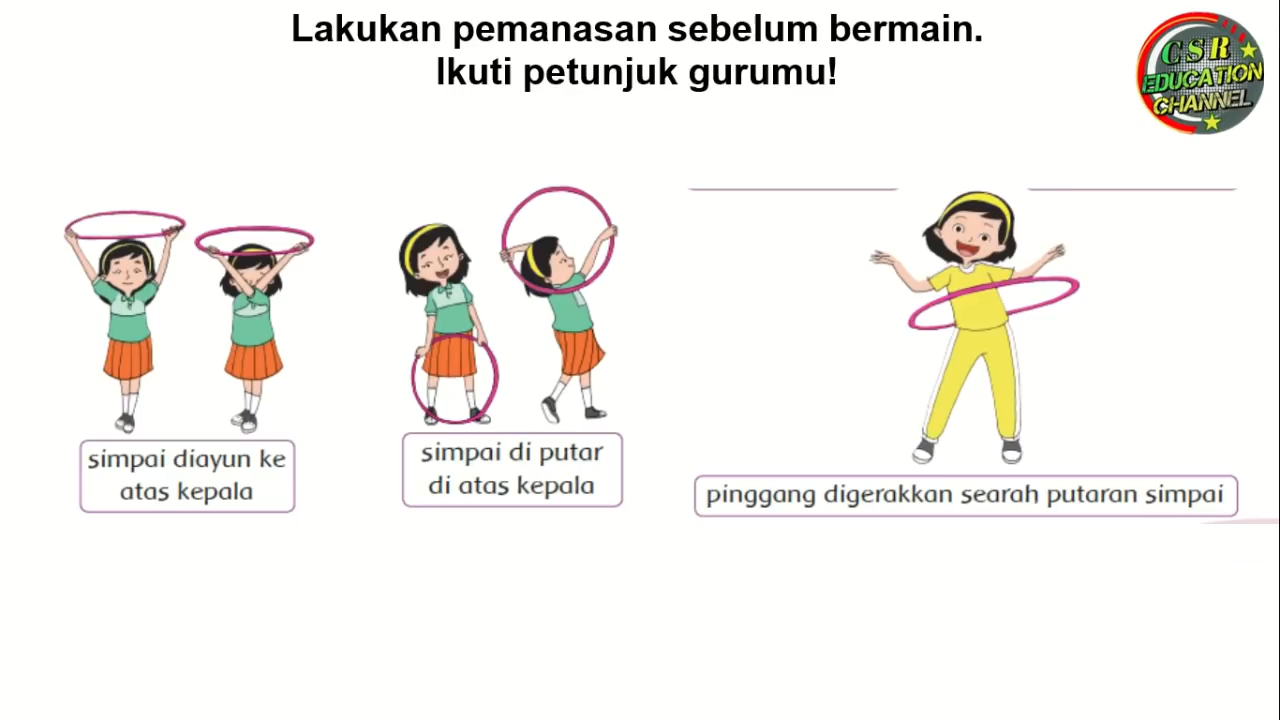 Lakukan pemanasan sebelum bermain.
Ikuti petunjuk gurumu!
CSR
EDUCATION
CHANNEL
simpai diayun ke
atas kepala
simpai di putar
di atas kepala
pinggang digerakkan searah putaran simpai